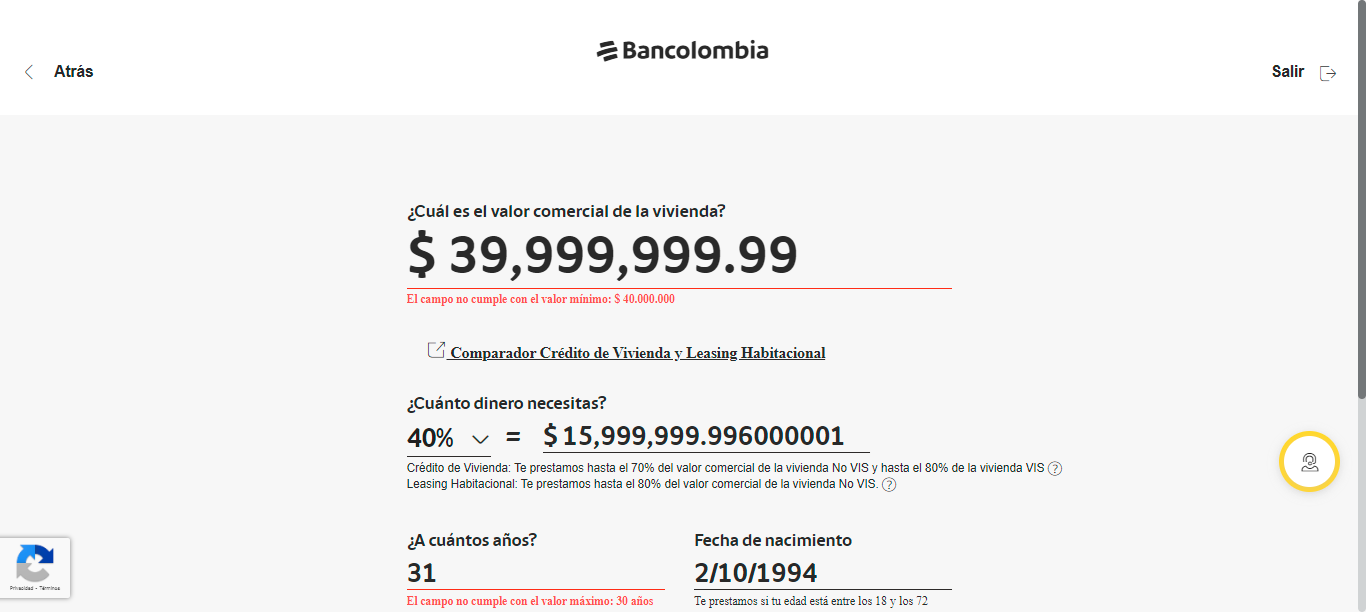 Bancolombia
Atrás
Salir
¿Cuál es el valor comercial de la vivienda?
$ 39,999,999.99
El campo no cumple con el valor mínimo: $ 40.000.000
Comparador Crédito de Vivienda y Leasing Habitacional
¿Cuánto dinero necesitas?
40% = $ 15,999,999.996000001
Crédito de Vivienda: Te prestamos hasta el 70% del valor comercial de la vivienda No VIS y hasta el 80% de la vivienda VIS ?
Leasing Habitacional: Te prestamos hasta el 80% del valor comercial de la vivienda No VIS. ?
¿A cuántos años? Fecha de nacimiento
31 2/10/1994
El campo no cumple con el valor máximo: 30 años Te prestamos si tu edad está entre los 18 y los 72
Privacidad - Términos